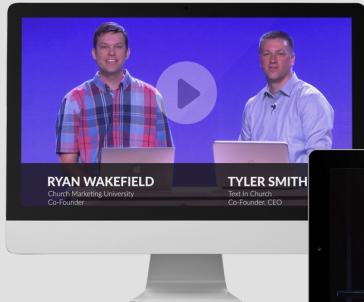 RYAN WAKEFIELD
Church Marketing University
Co-Founder
TYLER SMITH
Text In Church
Co-Founder, CEO